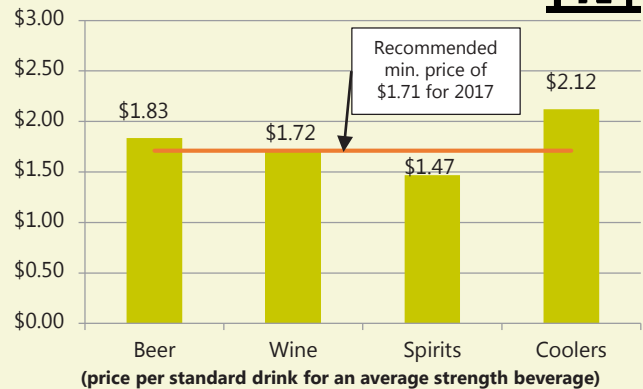 $3.00
$2.50
$2.00
$1.50
$1.00
$0.50
$0.00
Recommended
min. price of
$1.71 for 2017
$1.83
$1.72
$1.47
$2.12
Beer
Wine
Spirits
Coolers
(price per standard drink for an average strength beverage)